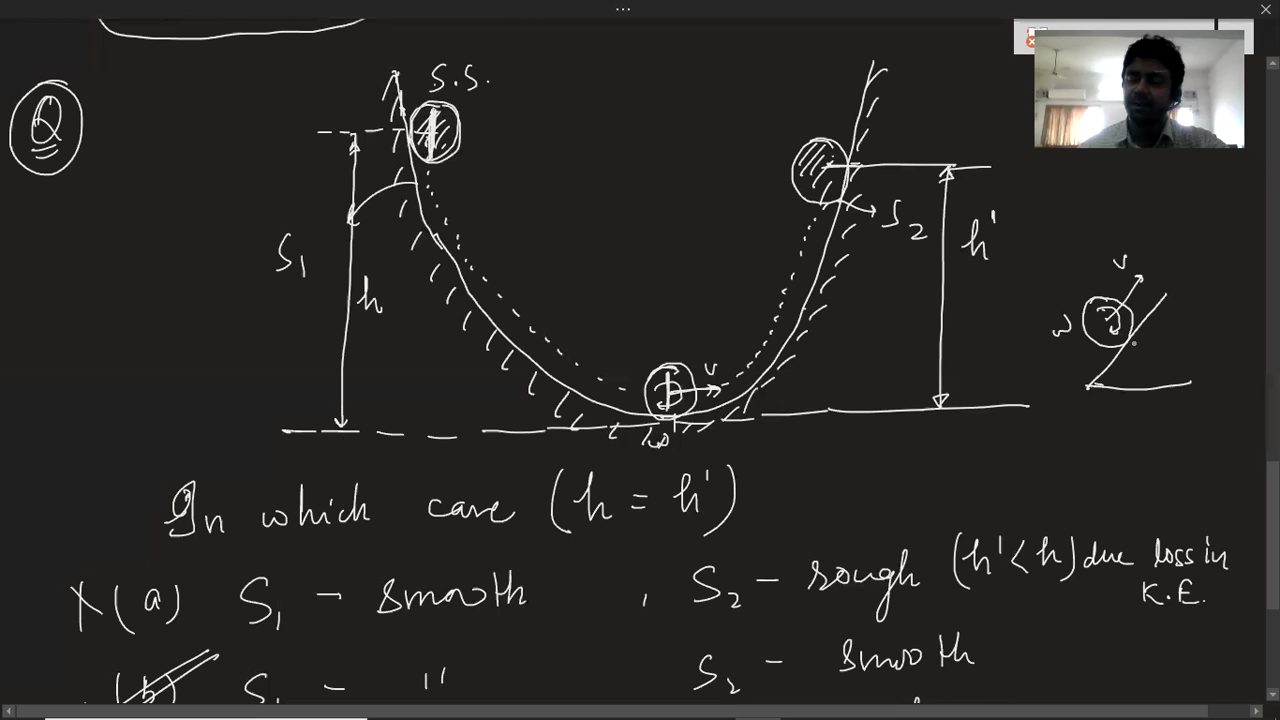 Q
S.S.
S1
h
S2
h'
v
ω
v
In which case (h = h')
X (a) S1 - smooth , S2 - rough (h' < h) due loss in K.E.
(b) S1 - " S2 - smooth